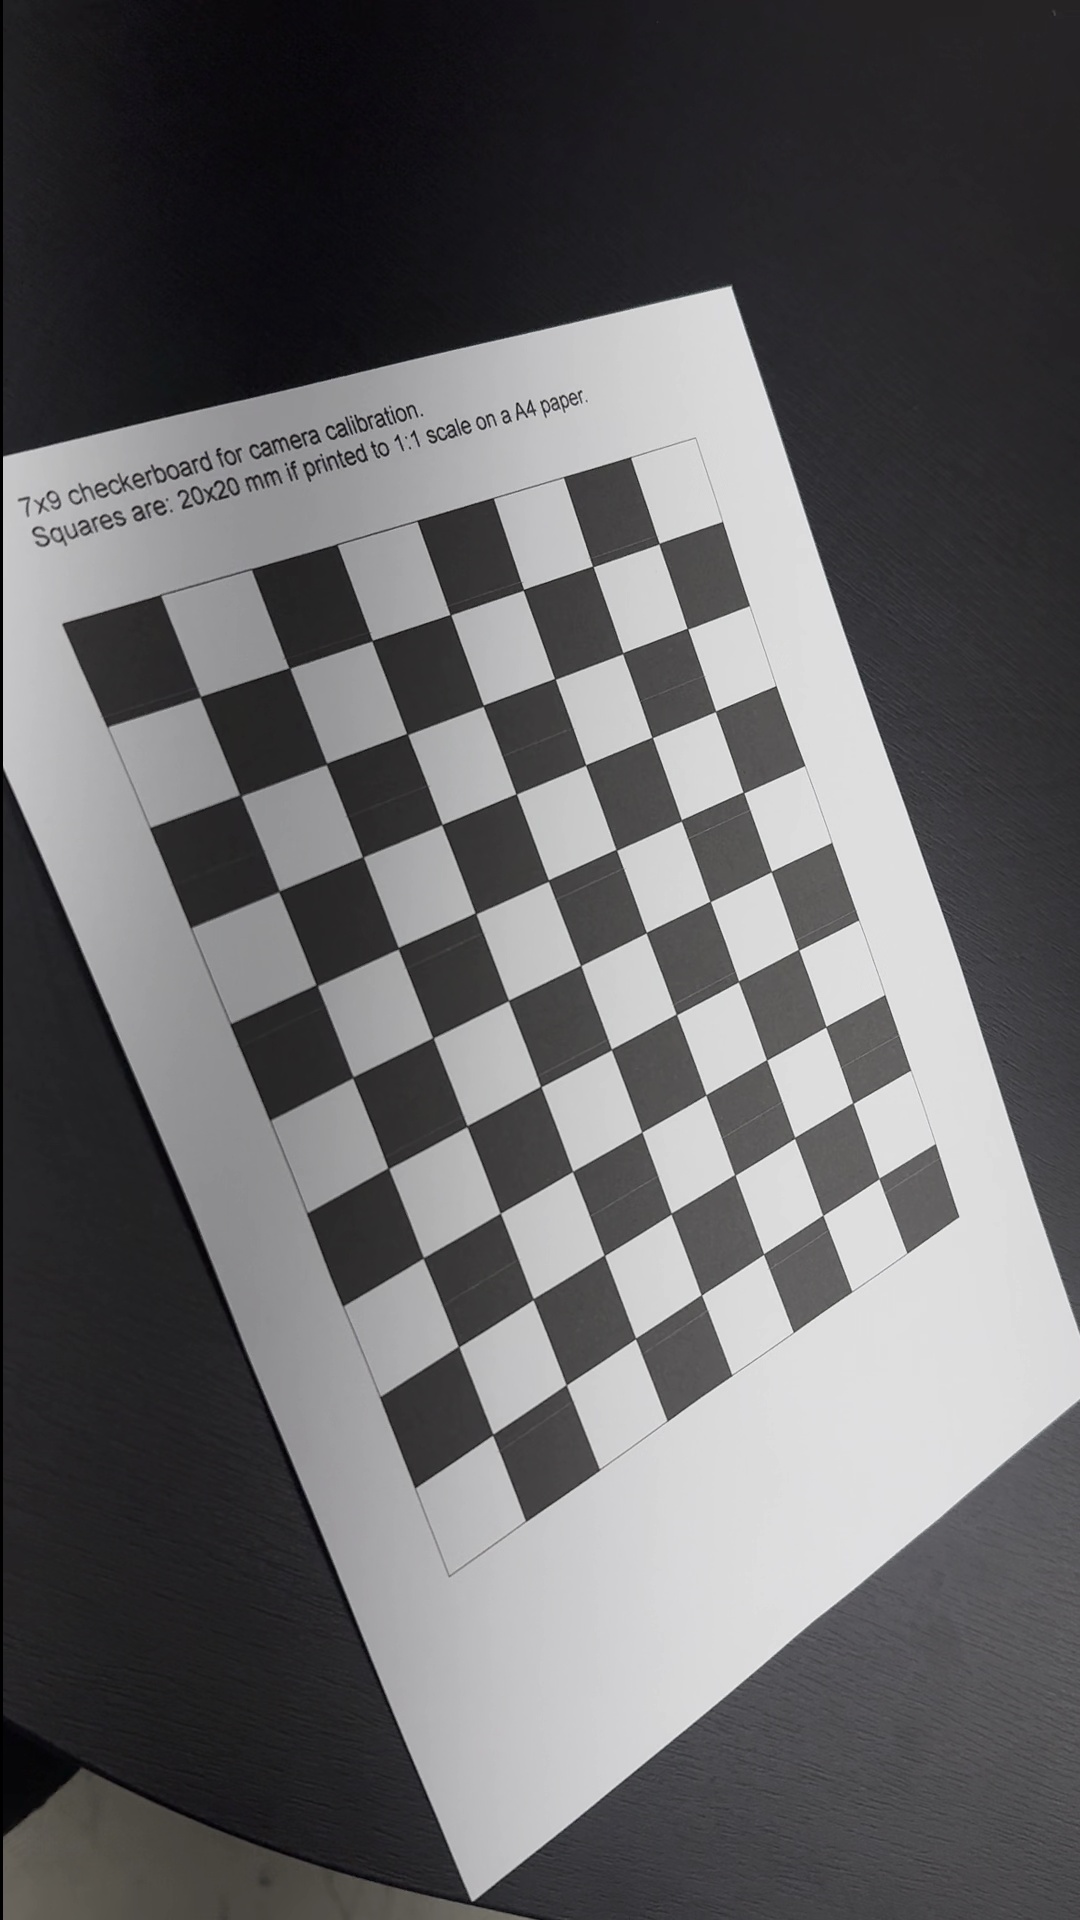 7x9 checkerboard for camera calibration.
Squares are: 20x20 mm if printed to 1:1 scale on a A4 paper.